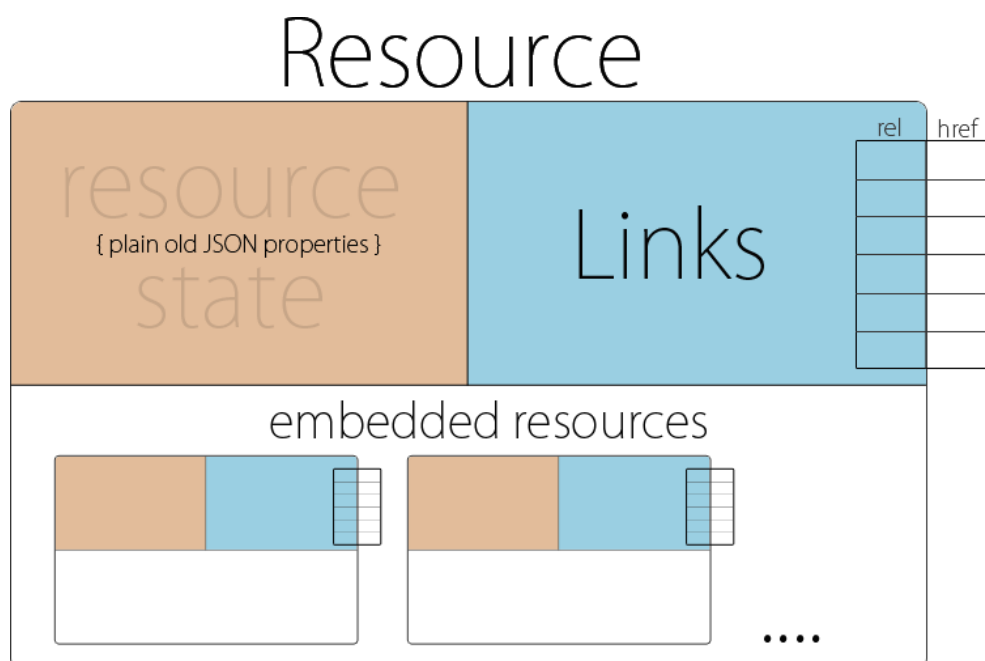 Resource
rel href
resource
{ plain old JSON properties }
state
Links
embedded resources
....